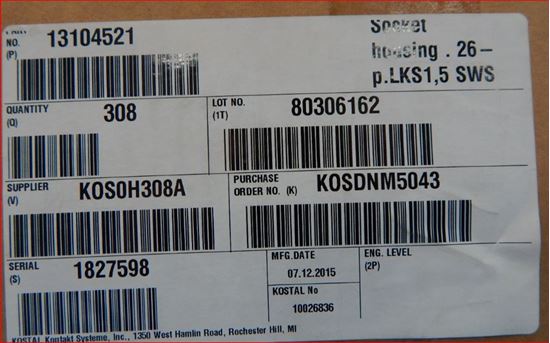 NO. 13104521
(P)
Socket
housing . 26–
p.LKS1,5 SWS
QUANTITY 308
(Q)
LOT NO. 80306162
(1T)
SUPPLIER KOS0H308A
(V)
PURCHASE
ORDER NO. (K) KOSDNM5043
SERIAL 1827598
(S)
MFG.DATE
07.12.2015
KOSTAL No
10026836
ENG. LEVEL
(2P)
KOSTAL Kontakt Systeme, Inc., 1350 West Hamlin Road, Rochester Hill, MI